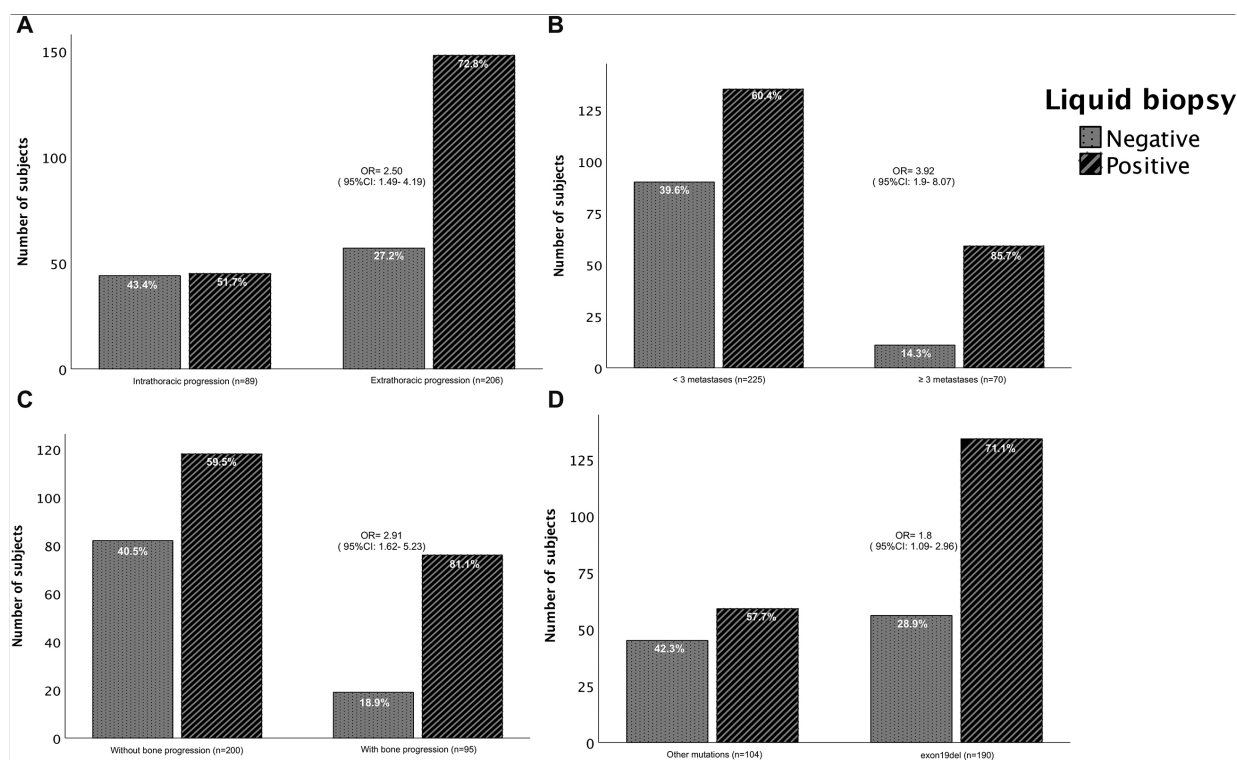 A
Number of subjects
150
100
50
0
43.4%
51.7%
27.2%
72.8%
OR= 2.50
( 95%CI: 1.49- 4.19)
Intrathoracic progression (n=89)
Extrathoracic progression (n=206)
B
Number of subjects
125
100
75
50
25
0
39.6%
60.4%
14.3%
85.7%
OR= 3.92
( 95%CI: 1.9- 8.07)
< 3 metastases (n=225)
≥ 3 metastases (n=70)
Liquid biopsy
Negative
Positive
C
Number of subjects
120
100
80
60
40
20
0
40.5%
59.5%
18.9%
81.1%
OR= 2.91
( 95%CI: 1.62- 5.23)
Without bone progression (n=200)
With bone progression (n=95)
D
Number of subjects
125
100
75
50
25
0
42.3%
57.7%
28.9%
71.1%
OR= 1.8
( 95%CI: 1.09- 2.96)
Other mutations (n=104)
exon19del (n=190)